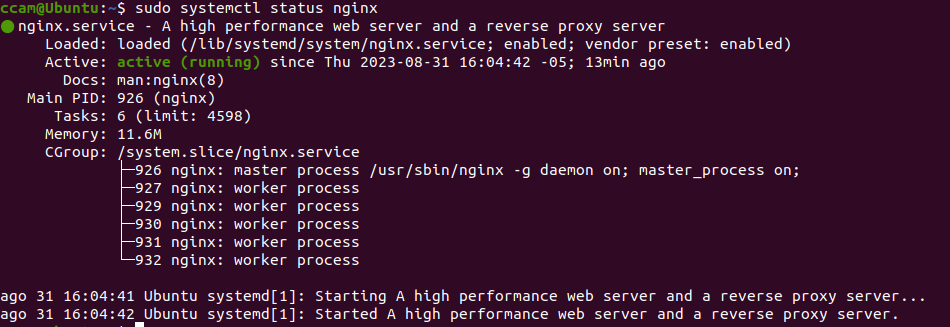 ccam@Ubuntu:~$ sudo systemctl status nginx
● nginx.service - A high performance web server and a reverse proxy server
     Loaded: loaded (/lib/systemd/system/nginx.service; enabled; vendor preset: enabled)
     Active: active (running) since Thu 2023-08-31 16:04:42 -05; 13min ago
       Docs: man:nginx(8)
   Main PID: 926 (nginx)
      Tasks: 6 (limit: 4598)
     Memory: 11.6M
     CGroup: /system.slice/nginx.service
             ├─926 nginx: master process /usr/sbin/nginx -g daemon on; master_process on;
             ├─927 nginx: worker process
             ├─929 nginx: worker process
             ├─930 nginx: worker process
             ├─931 nginx: worker process
             └─932 nginx: worker process

ago 31 16:04:41 Ubuntu systemd[1]: Starting A high performance web server and a reverse proxy server...
ago 31 16:04:42 Ubuntu systemd[1]: Started A high performance web server and a reverse proxy server.